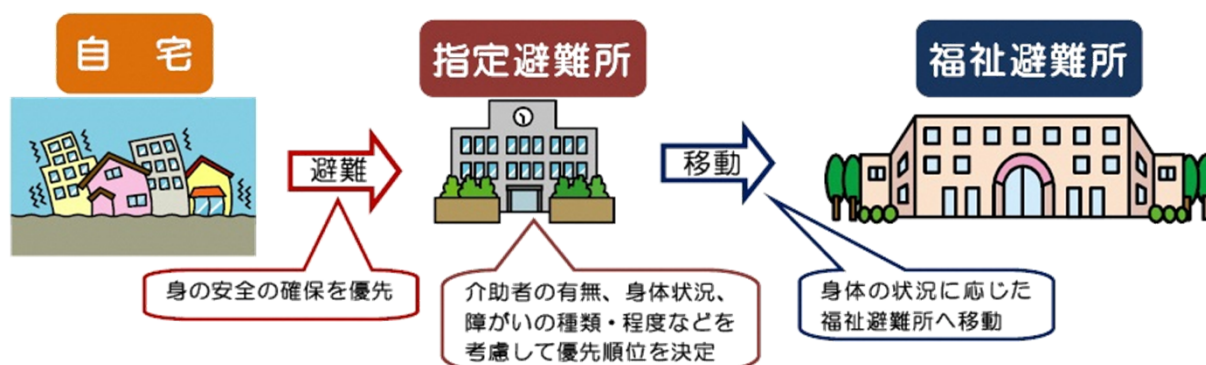 自 宅
指定避難所
福祉避難所
避難
移動
身の安全の確保を優先
介助者の有無、身体状況、
障がいの種類・程度などを
考慮して優先順位を決定
身体の状況に応じた
福祉避難所へ移動